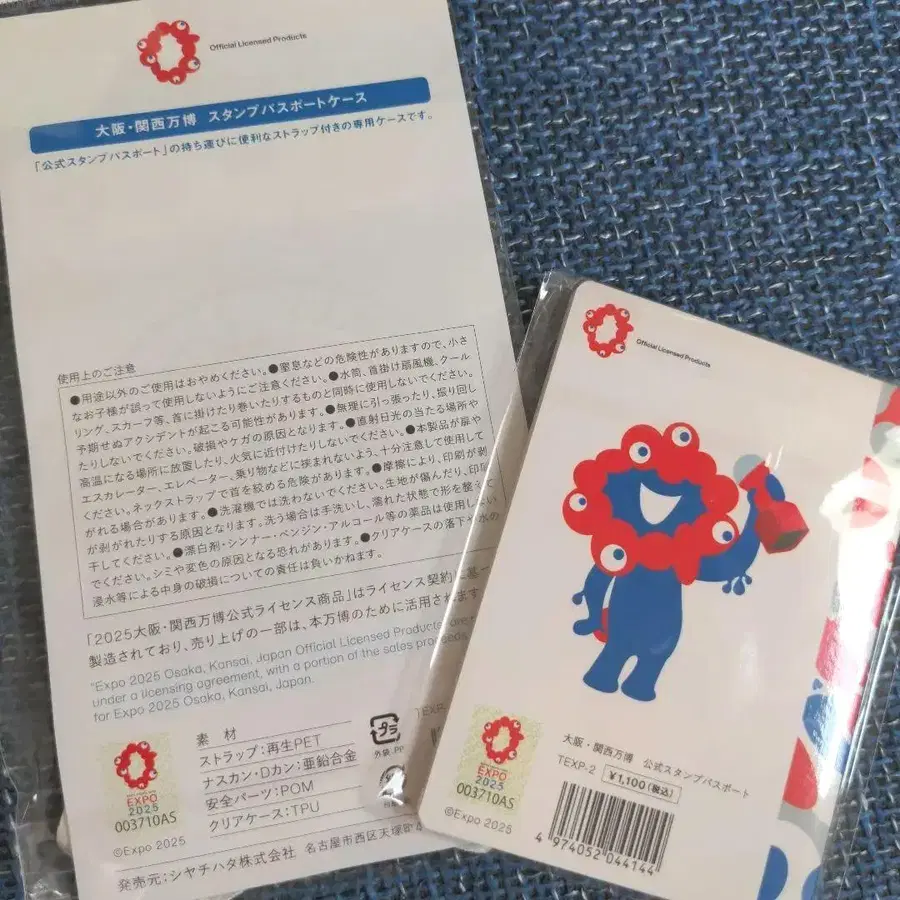 Official Licensed Products
大阪・関西万博 スタンプパスポートケース
「公式スタンプパスポート」の持ち運びに便利なストラップ付きの専用ケースです。
使用上のご注意
●用途以外のご使用はおやめください。●窒息などの危険性がありますので、小さ
なお子様が誤って使用しないようにご注意ください。●水筒、首掛け扇風機、クール
リング、スカーフ等、首に掛けたり巻いたりするものと同時に使用しないでください。
予期せぬアクシデントが起こる可能性があります。●無理に引っ張ったり、振り回し
たりしないでください。破損やケガの原因となります。●直射日光の当たる場所や
高温になる場所に放置したり、火気に近付けたりしないでください。●本製品が扉や
エスカレーター、エレベーター、乗り物などに挟まれないよう、十分注意して使用して
ください。ネックストラップで首を絞める危険があります。●摩擦により、印刷が剥
がれる場合があります。●洗濯機では洗わないでください。生地が傷んだり、印刷
が剥がれたりする原因となります。洗う場合は手洗いし、濡れた状態で形を整えて
干してください。●漂白剤・シンナー・ベンジン・アルコール等の薬品は使用しない
でください。シミや変色の原因となる恐れがあります。●クリアケースの落下や水の
浸水等による中身の破損についての責任は負いかねます。
「2025大阪・関西万博公式ライセンス商品」はライセンス契約に基
製造されており、売り上げの一部は、本万博のために活用されます
"Expo 2025 Osaka, Kansai, Japan Official Licensed Products" are
under a licensing agreement, with a portion of the sales proceeds
for Expo 2025 Osaka, Kansai, Japan.
素 材
ストラップ:再生PET
ナスカン・Dカン:亜鉛合金
安全パーツ:POM
クリアケース:TPU
プラ
外袋:PP
TEXP
EXPO
2025
003710AS
©Expo 2025
発売元:シヤチハタ株式会社 名古屋市西区天塚町4
Official Licensed Products
EXPO
2025
003710AS
©Expo 2025
大阪・関西万博 公式スタンプパスポート
TEXP-2 ¥1,100(税込)
4 974052 044144